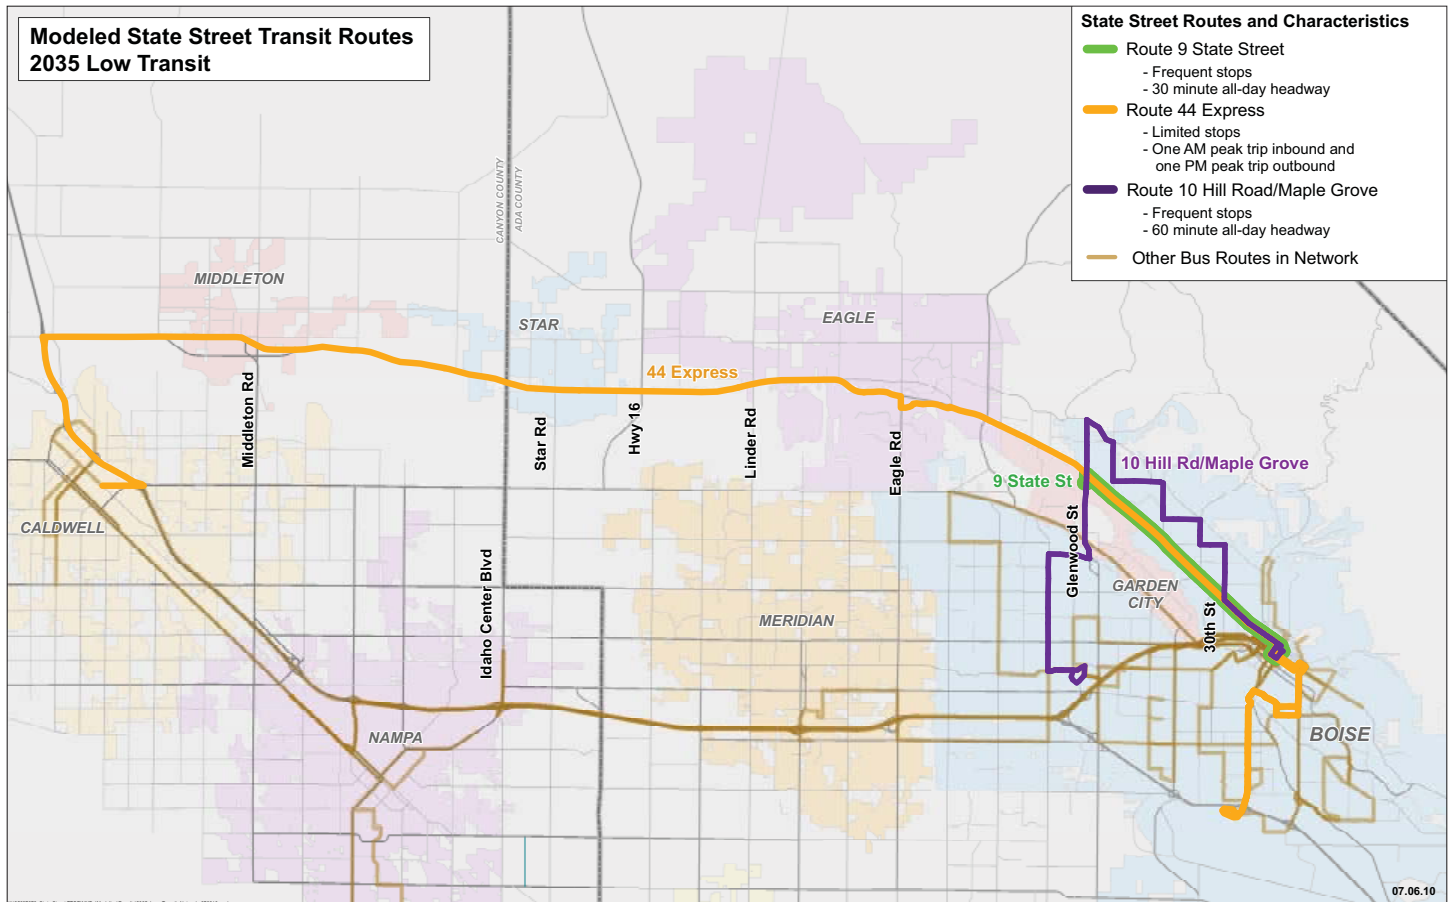 Modeled State Street Transit Routes
2035 Low Transit
State Street Routes and Characteristics
Route 9 State Street
- Frequent stops
- 30 minute all-day headway
Route 44 Express
- Limited stops
- One AM peak trip inbound and
one PM peak trip outbound
Route 10 Hill Road/Maple Grove
- Frequent stops
- 60 minute all-day headway
Other Bus Routes in Network
CANYON COUNTY
ADA COUNTY
MIDDLETON
STAR
EAGLE
44 Express
Middleton Rd
Star Rd
Hwy 16
Linder Rd
Eagle Rd
10 Hill Rd/Maple Grove
9 State St
Glenwood St
CALDWELL
Idaho Center Blvd
GARDEN
CITY
MERIDIAN
30th St
NAMPA
BOISE
07.06.10